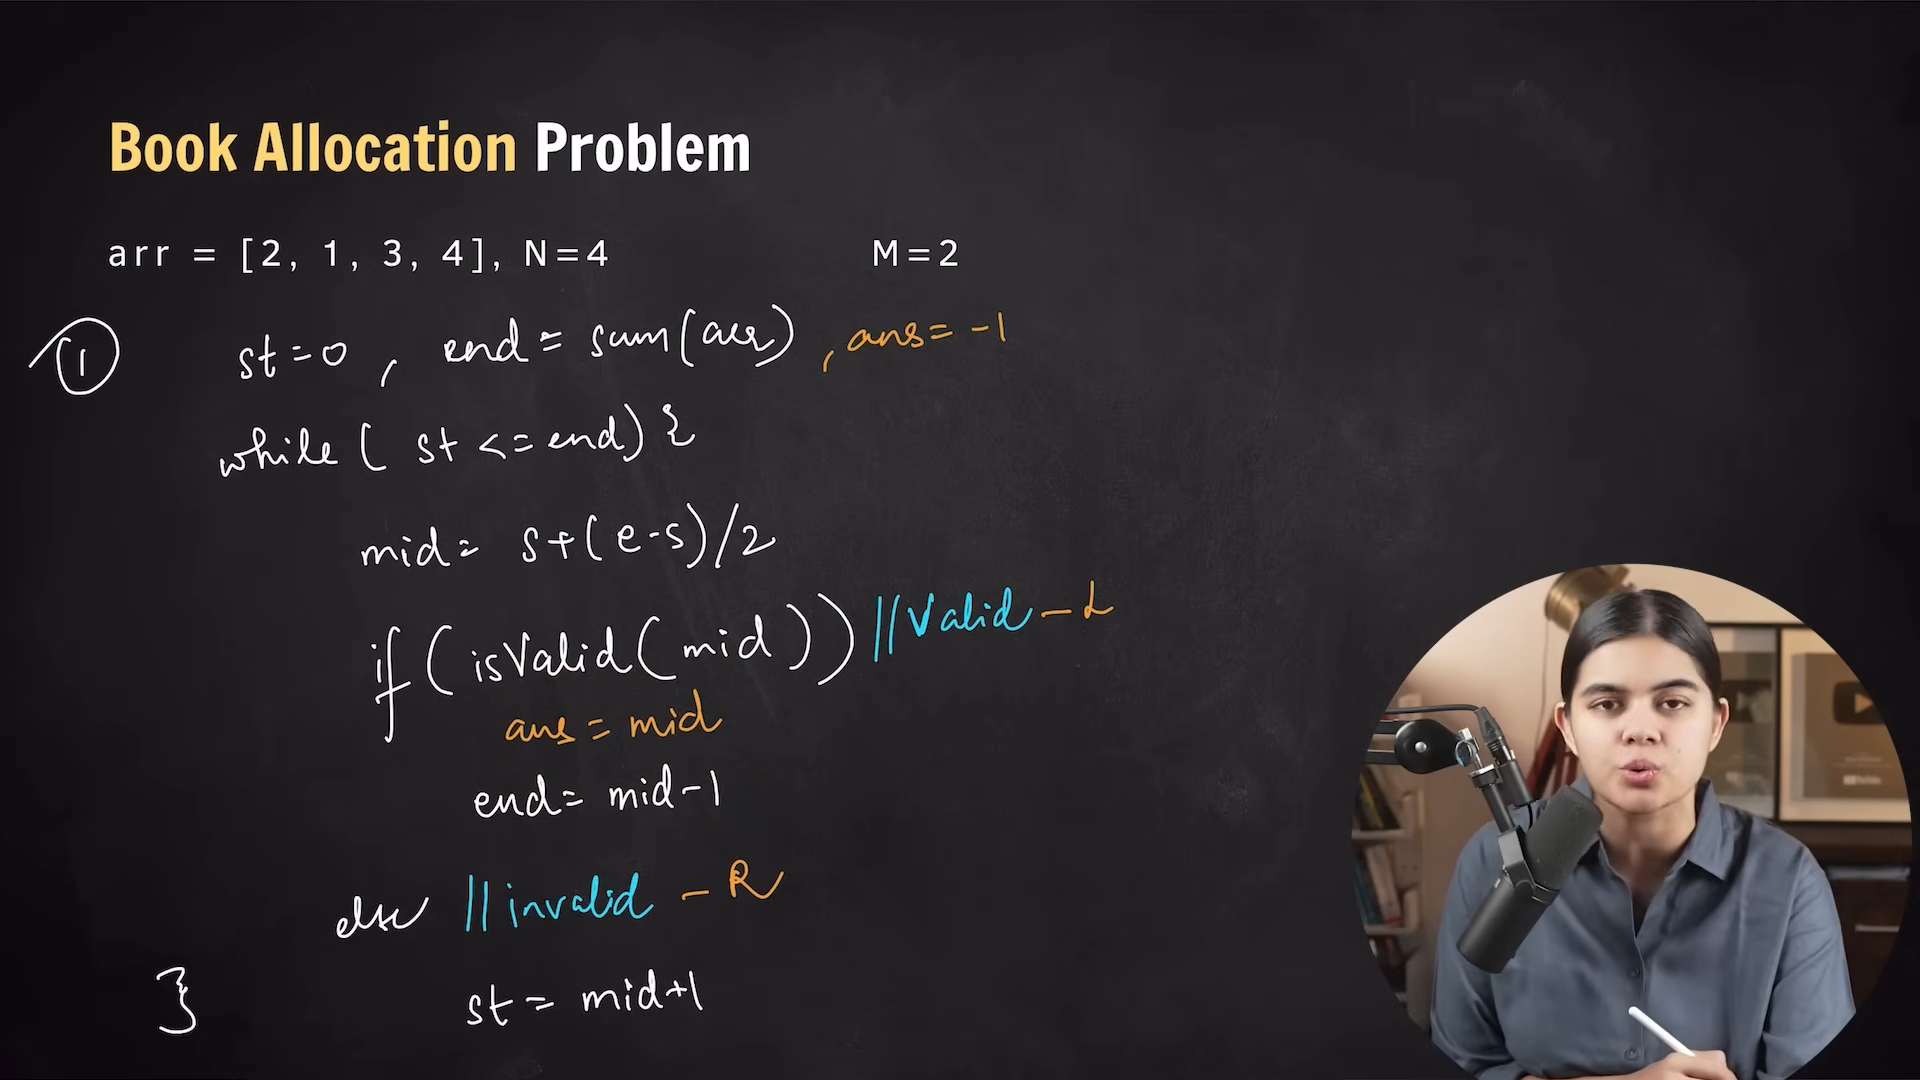 Book Allocation Problem
arr = [2, 1, 3, 4], N=4 M=2
1 st=0 , end = sum(arr) , ans = -1
while ( st <= end) {
mid = s+(e-s)/2
if (isValid(mid)) //Valid - L
ans = mid
end = mid-1
else //invalid - R
st = mid+1
}